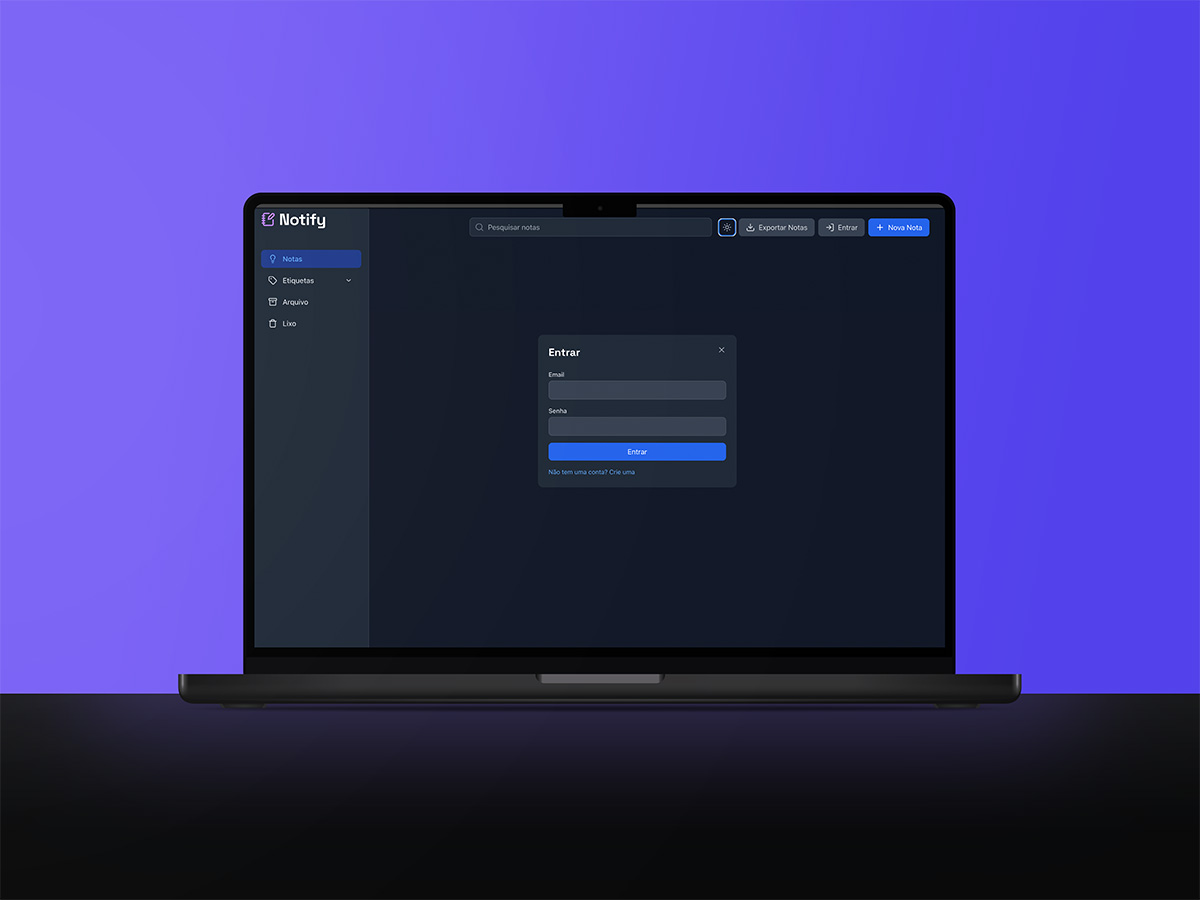 Notify
Pesquisar notas
Exportar Notas
Entrar
Nova Nota
Notas
Etiquetas
Arquivo
Lixo
Entrar
Email
Senha
Entrar
Não tem uma conta? Crie uma